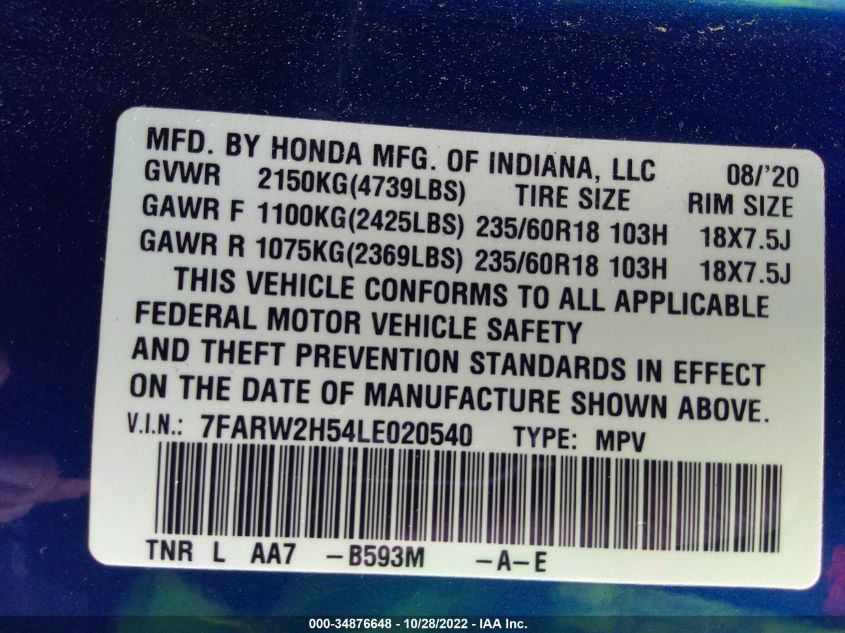 MFD. BY HONDA MFG. OF INDIANA, LLC 08/'20
GVWR 2150KG(4739LBS) TIRE SIZE RIM SIZE
GAWR F 1100KG(2425LBS) 235/60R18 103H 18X7.5J
GAWR R 1075KG(2369LBS) 235/60R18 103H 18X7.5J
THIS VEHICLE CONFORMS TO ALL APPLICABLE
FEDERAL MOTOR VEHICLE SAFETY
AND THEFT PREVENTION STANDARDS IN EFFECT
ON THE DATE OF MANUFACTURE SHOWN ABOVE.
V.I.N.: 7FARW2H54LE020540 TYPE: MPV
TNR L AA7 -B593M -A-E
000-34876648 - 10/28/2022 - IAA Inc.